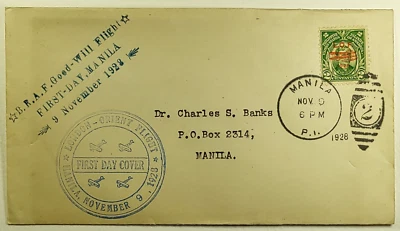 ☆B.R.A.F. Good-Will Flight☆
FIRST-DAY, MANILA
9 November 1928
LONDON-ORIENT FLIGHT
FIRST DAY COVER
MANILA, NOVEMBER 9, 1928
Dr. Charles S. Banks
P.O.Box 2314,
MANILA.
MANILA
NOV 9
6 PM
P.I.
1928
2